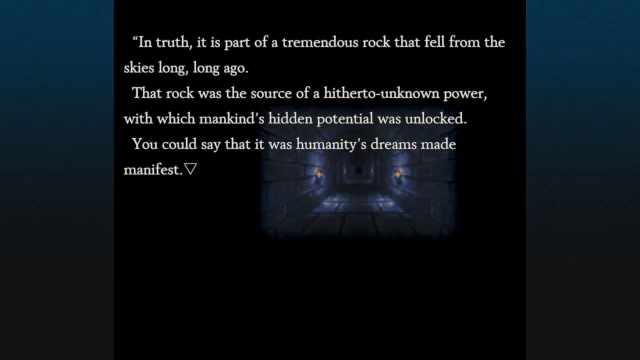 “In truth, it is part of a tremendous rock that fell from the
skies long, long ago.
That rock was the source of a hitherto-unknown power,
with which mankind’s hidden potential was unlocked.
You could say that it was humanity’s dreams made
manifest.▽